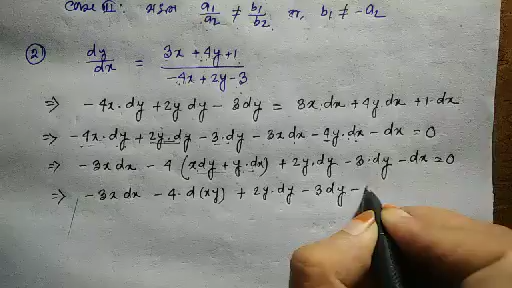 Case III: যখন a₁/a₂ ≠ b₁/b₂ বা, b₁ ≠ -a₂
② dy/dx = (3x + 4y + 1)/(-4x + 2y - 3)
⇒ -4x·dy + 2y dy - 3dy = 3x·dx + 4y·dx + 1·dx
⇒ -4x·dy + 2y·dy - 3·dy - 3x dx - 4y·dx - dx = 0
⇒ -3x dx - 4 (xdy + y·dx) + 2y·dy - 3·dy - dx = 0
⇒ -3x dx - 4·d(xy) + 2y·dy - 3dy -